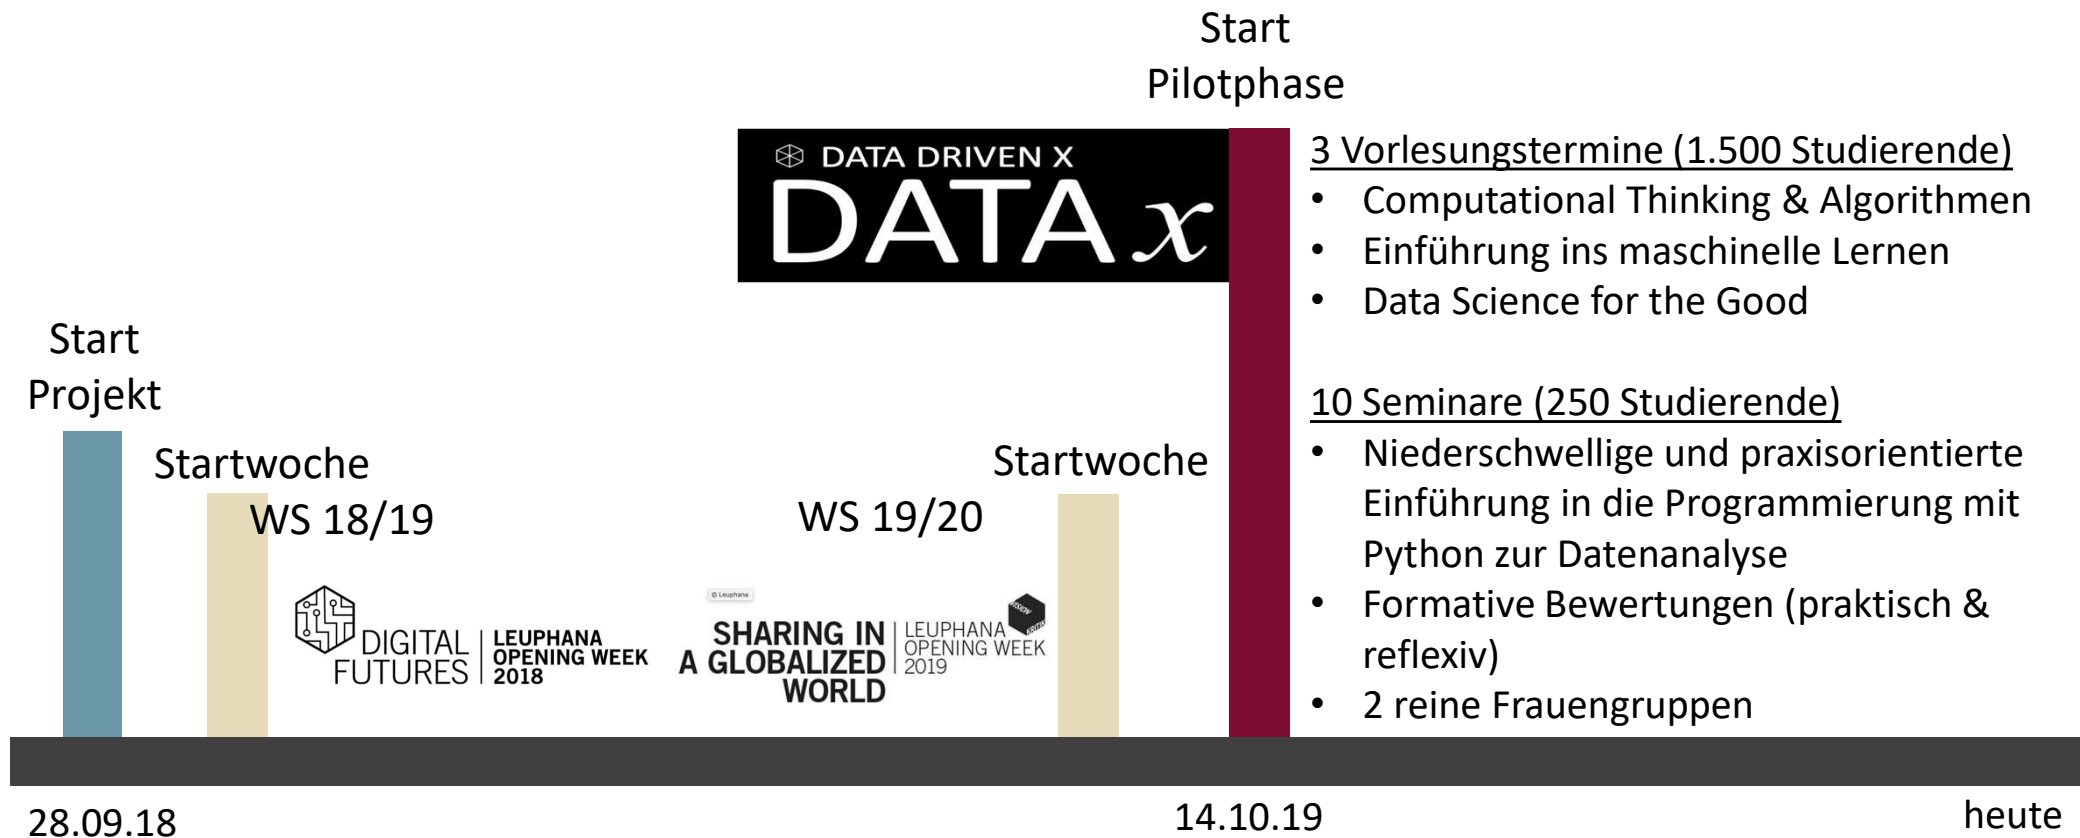 Start
Pilotphase
DATA DRIVEN X
DATA x
3 Vorlesungstermine (1.500 Studierende)
• Computational Thinking & Algorithmen
• Einführung ins maschinelle Lernen
• Data Science for the Good
10 Seminare (250 Studierende)
• Niederschwellige und praxisorientierte
Einführung in die Programmierung mit
Python zur Datenanalyse
• Formative Bewertungen (praktisch &
reflexiv)
• 2 reine Frauengruppen
Start
Projekt
Startwoche
WS 18/19
Startwoche
WS 19/20
DIGITAL
FUTURES
LEUPHANA
OPENING WEEK
2018
© Leuphana
SHARING IN
A GLOBALIZED
WORLD
LEUPHANA
OPENING WEEK
2019
28.09.18
14.10.19
heute